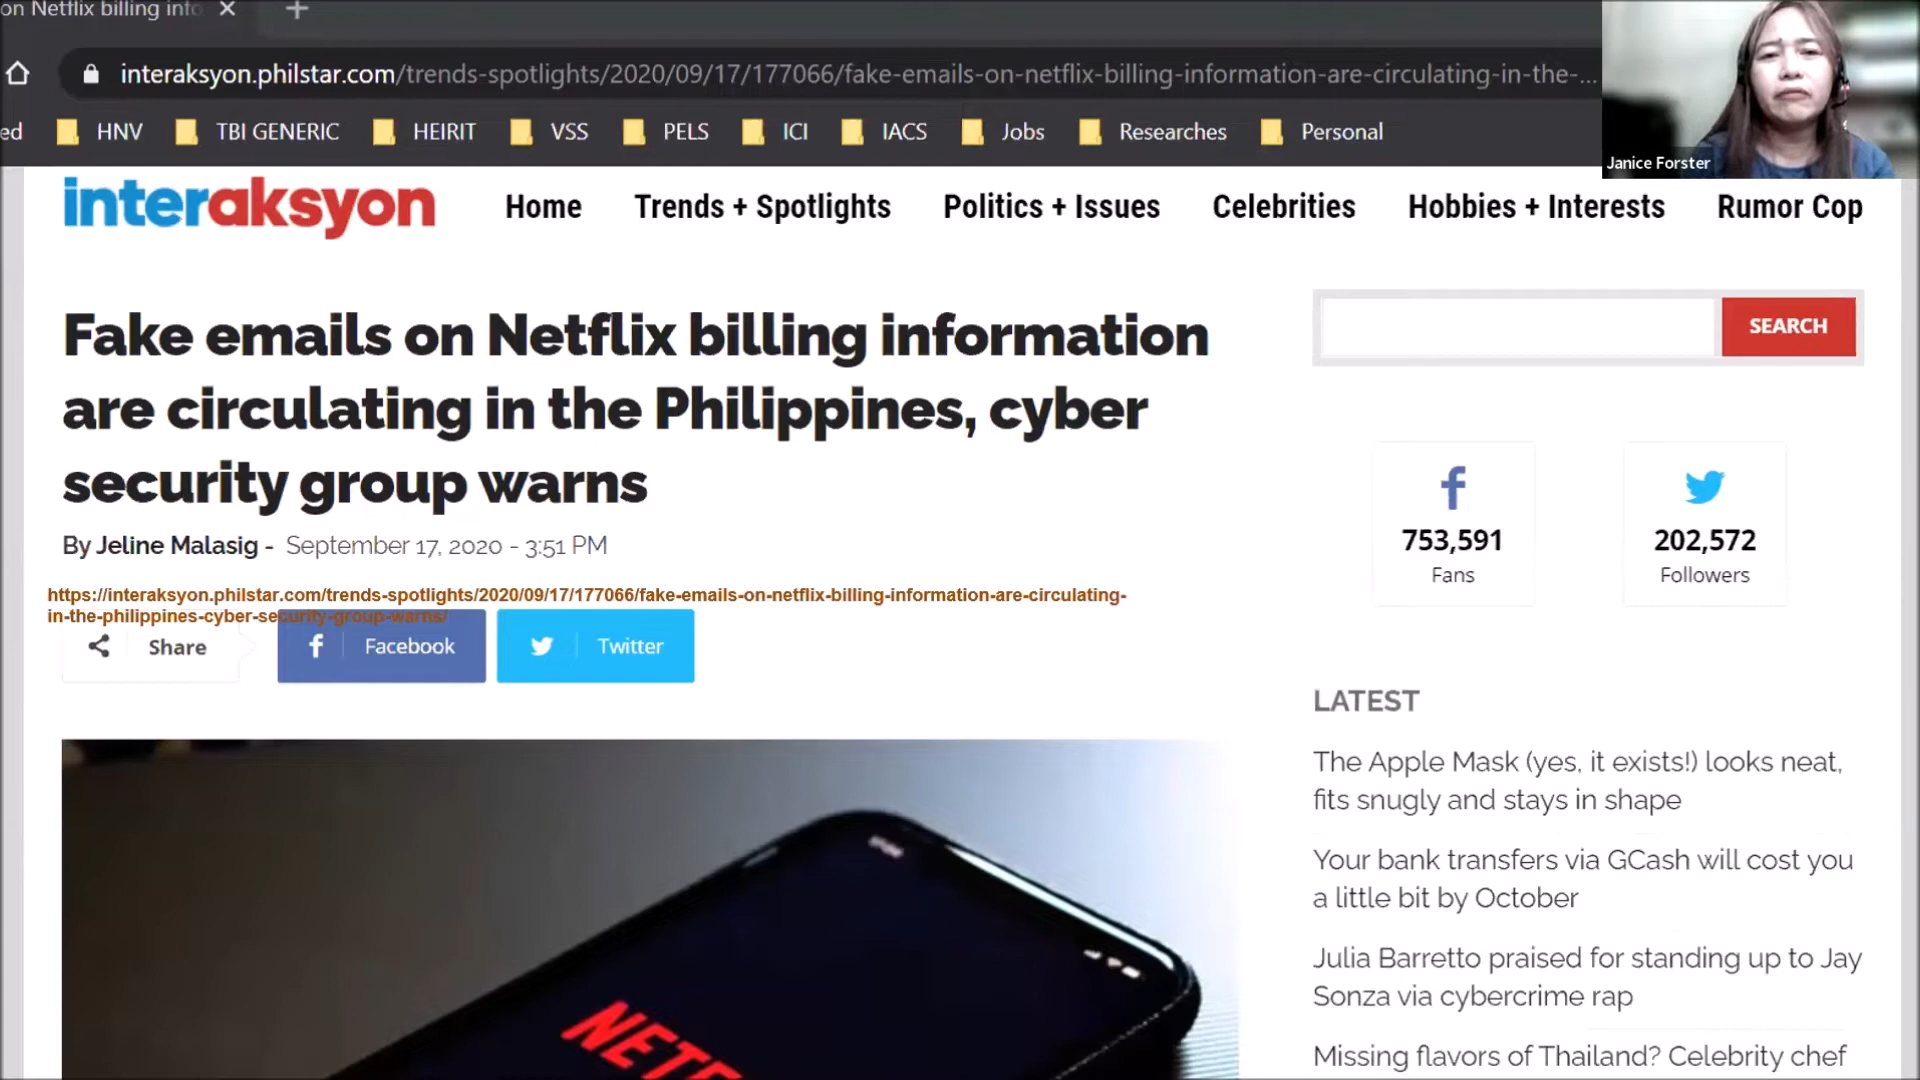 on Netflix billing info
interaksyon.philstar.com/trends-spotlights/2020/09/17/177066/fake-emails-on-netflix-billing-information-are-circulating-in-the-...
ed HNV TBI GENERIC HEIRIT VSS PELS ICI IACS Jobs Researches Personal
Janice Forster
interaksyon Home Trends + Spotlights Politics + Issues Celebrities Hobbies + Interests Rumor Cop
Fake emails on Netflix billing information
are circulating in the Philippines, cyber
security group warns
SEARCH
By Jeline Malasig - September 17, 2020 - 3:51 PM
https://interaksyon.philstar.com/trends-spotlights/2020/09/17/177066/fake-emails-on-netflix-billing-information-are-circulating-
in-the-philippines-cyber-security-group-warns/
Share Facebook Twitter
753,591
Fans
202,572
Followers
NETF
LATEST
The Apple Mask (yes, it exists!) looks neat,
fits snugly and stays in shape
Your bank transfers via GCash will cost you
a little bit by October
Julia Barretto praised for standing up to Jay
Sonza via cybercrime rap
Missing flavors of Thailand? Celebrity chef